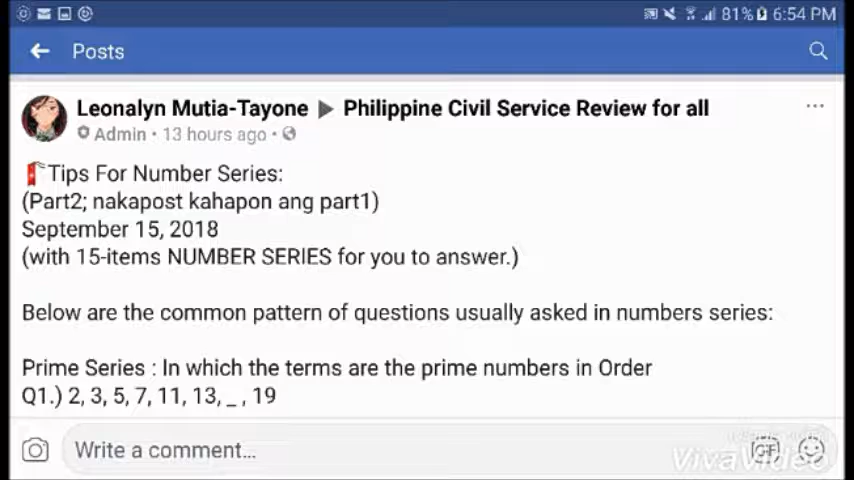 81% 6:54 PM
Posts
Leonalyn Mutia-Tayone ▶ Philippine Civil Service Review for all
Admin · 13 hours ago ·
Tips For Number Series:
(Part2; nakapost kahapon ang part1)
September 15, 2018
(with 15-items NUMBER SERIES for you to answer.)
Below are the common pattern of questions usually asked in numbers series:
Prime Series : In which the terms are the prime numbers in Order
Q1.) 2, 3, 5, 7, 11, 13, _ , 19
Write a comment...
GIF
VivaVideo